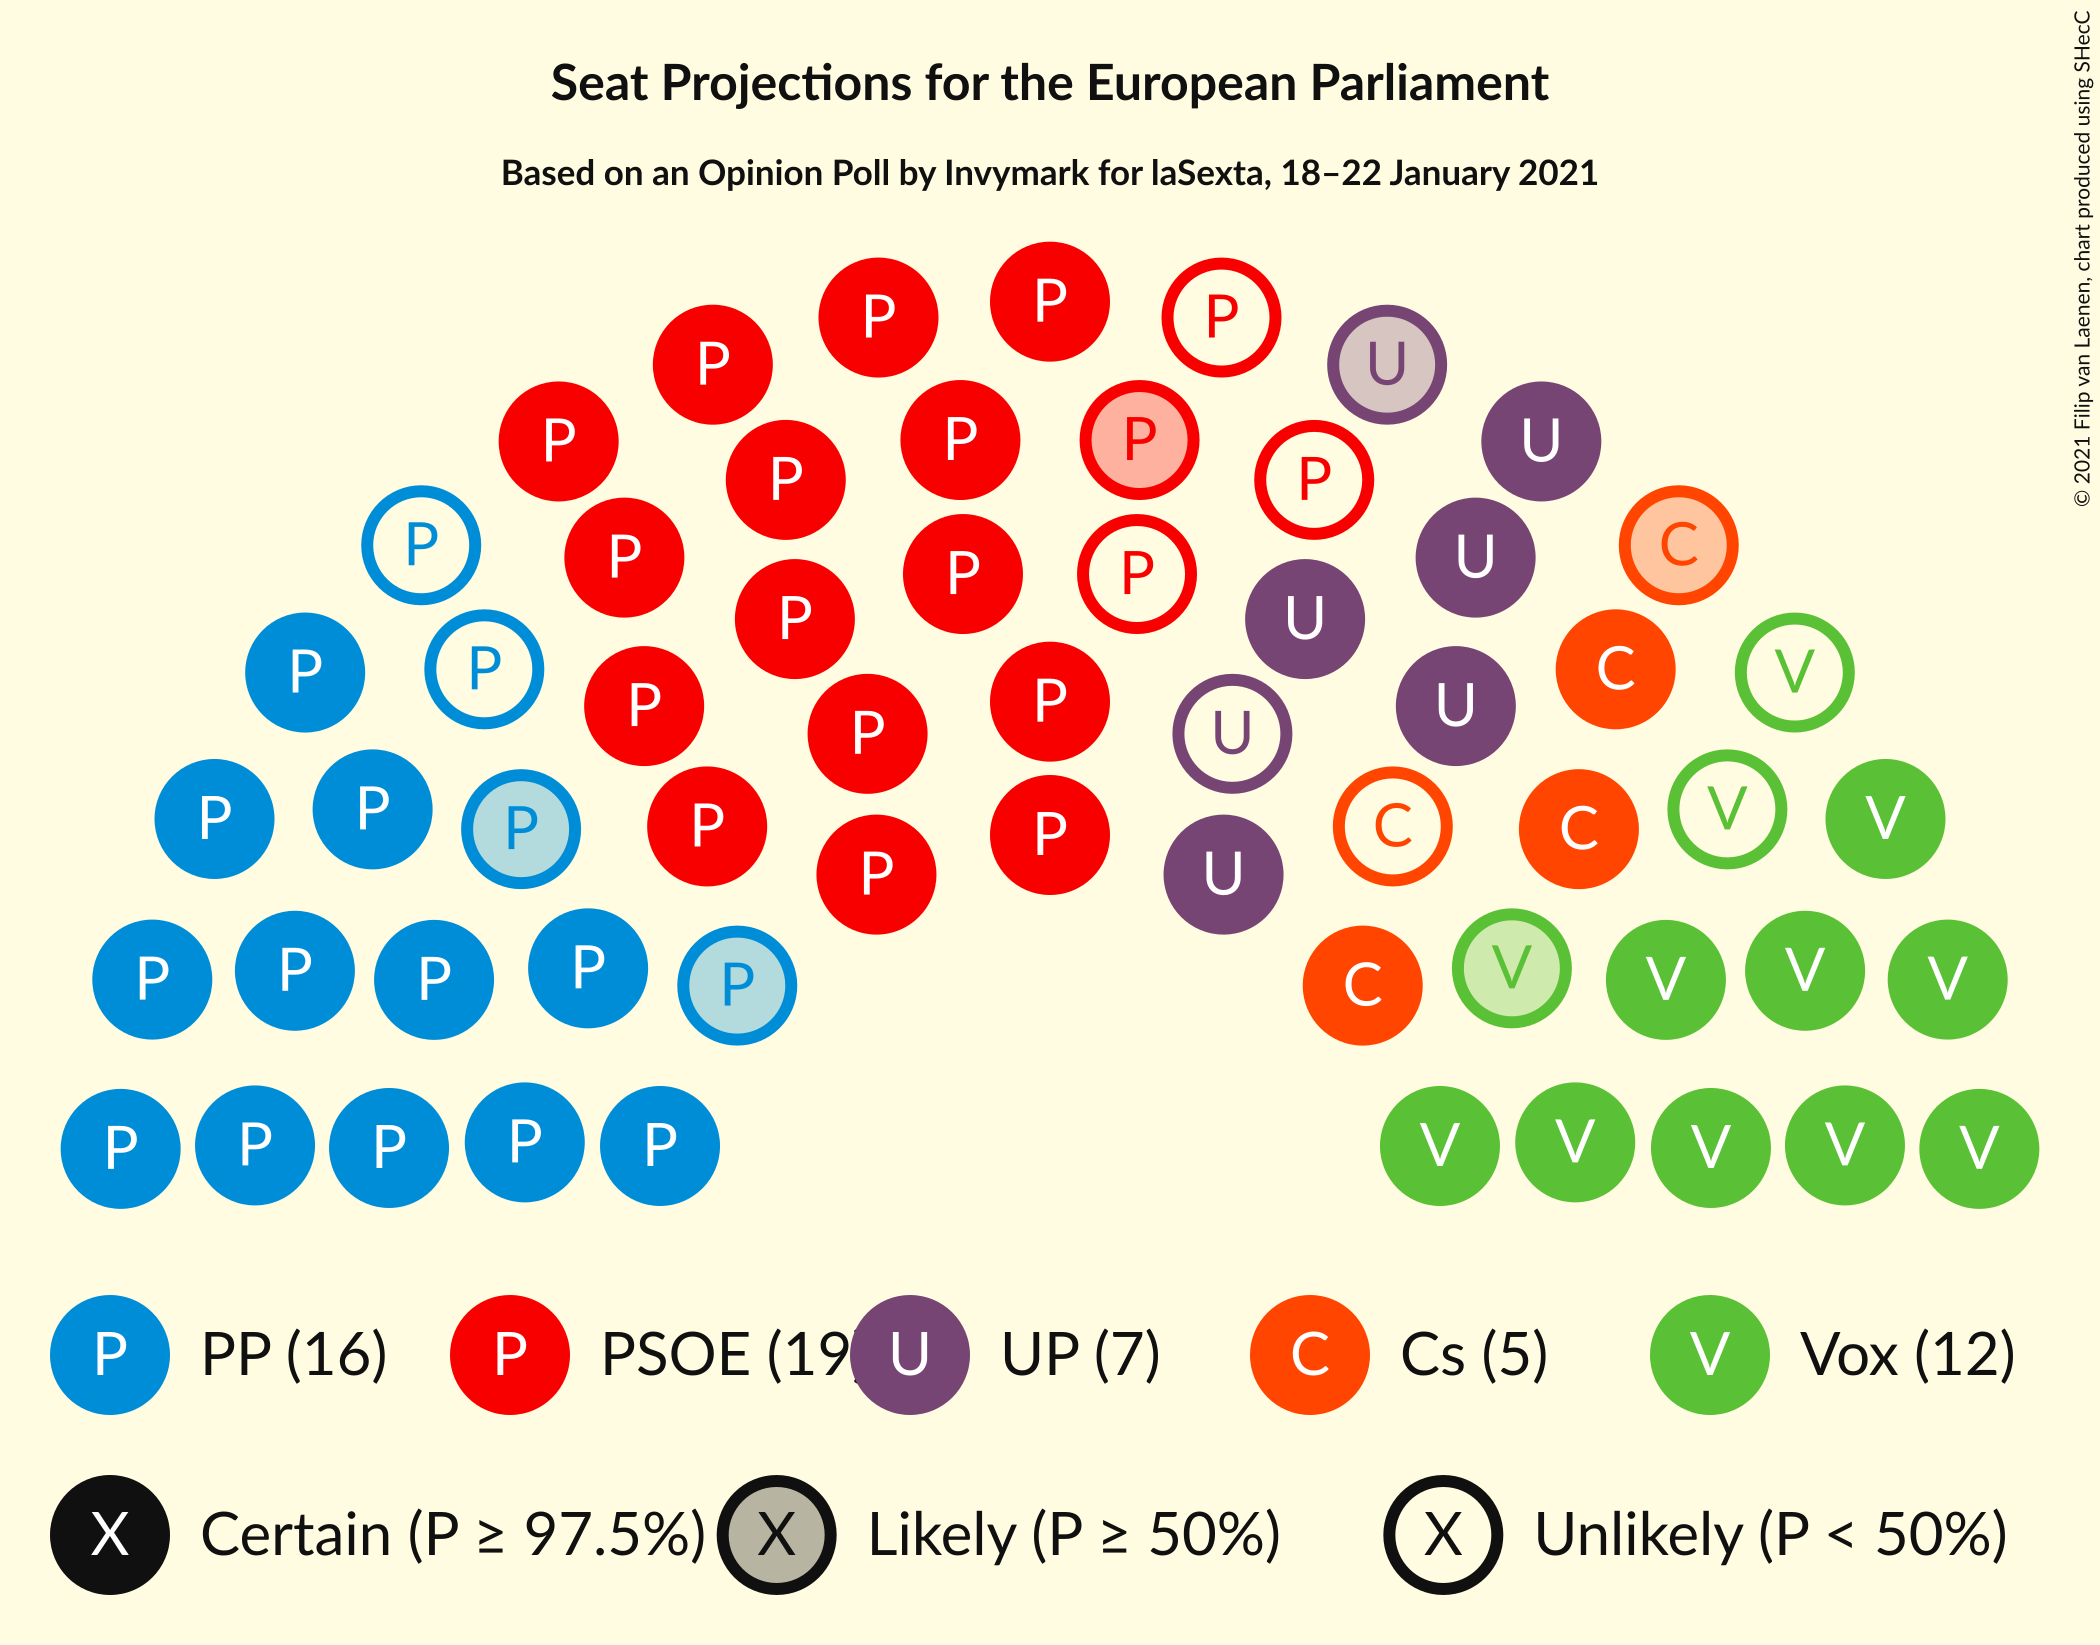 © 2021 Filip van Laenen, chart produced using SHecC
Seat Projections for the European Parliament
Based on an Opinion Poll by Invymark for laSexta, 18–22 January 2021
P P P
P U
P P P U
P P
P P P P U C
P U
P P C V
P P U
P U
P P P P P C C V V
P U
P P P P P C V V V V
P P P P P V V V V V
P PP (16) P PSOE (19 U UP (7) C Cs (5) V Vox (12)
X Certain (P ≥ 97.5%) X Likely (P ≥ 50%) X Unlikely (P < 50%)